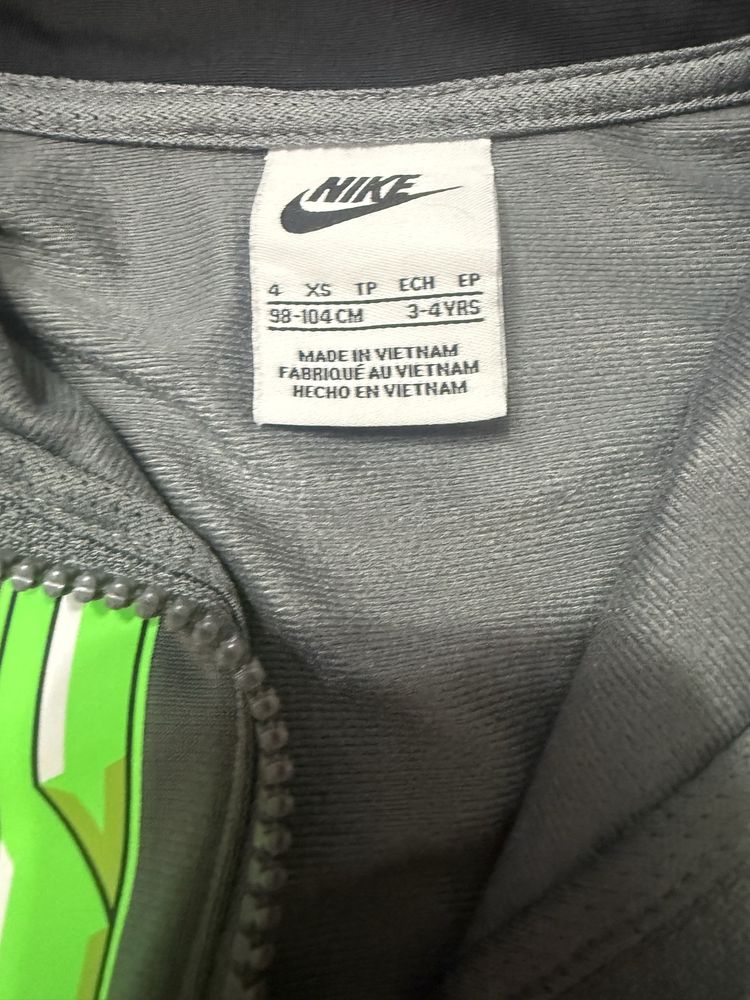 NIKE
4 XS TP ECH EP
98-104 CM 3-4 YRS
MADE IN VIETNAM
FABRIQUÉ AU VIETNAM
HECHO EN VIETNAM